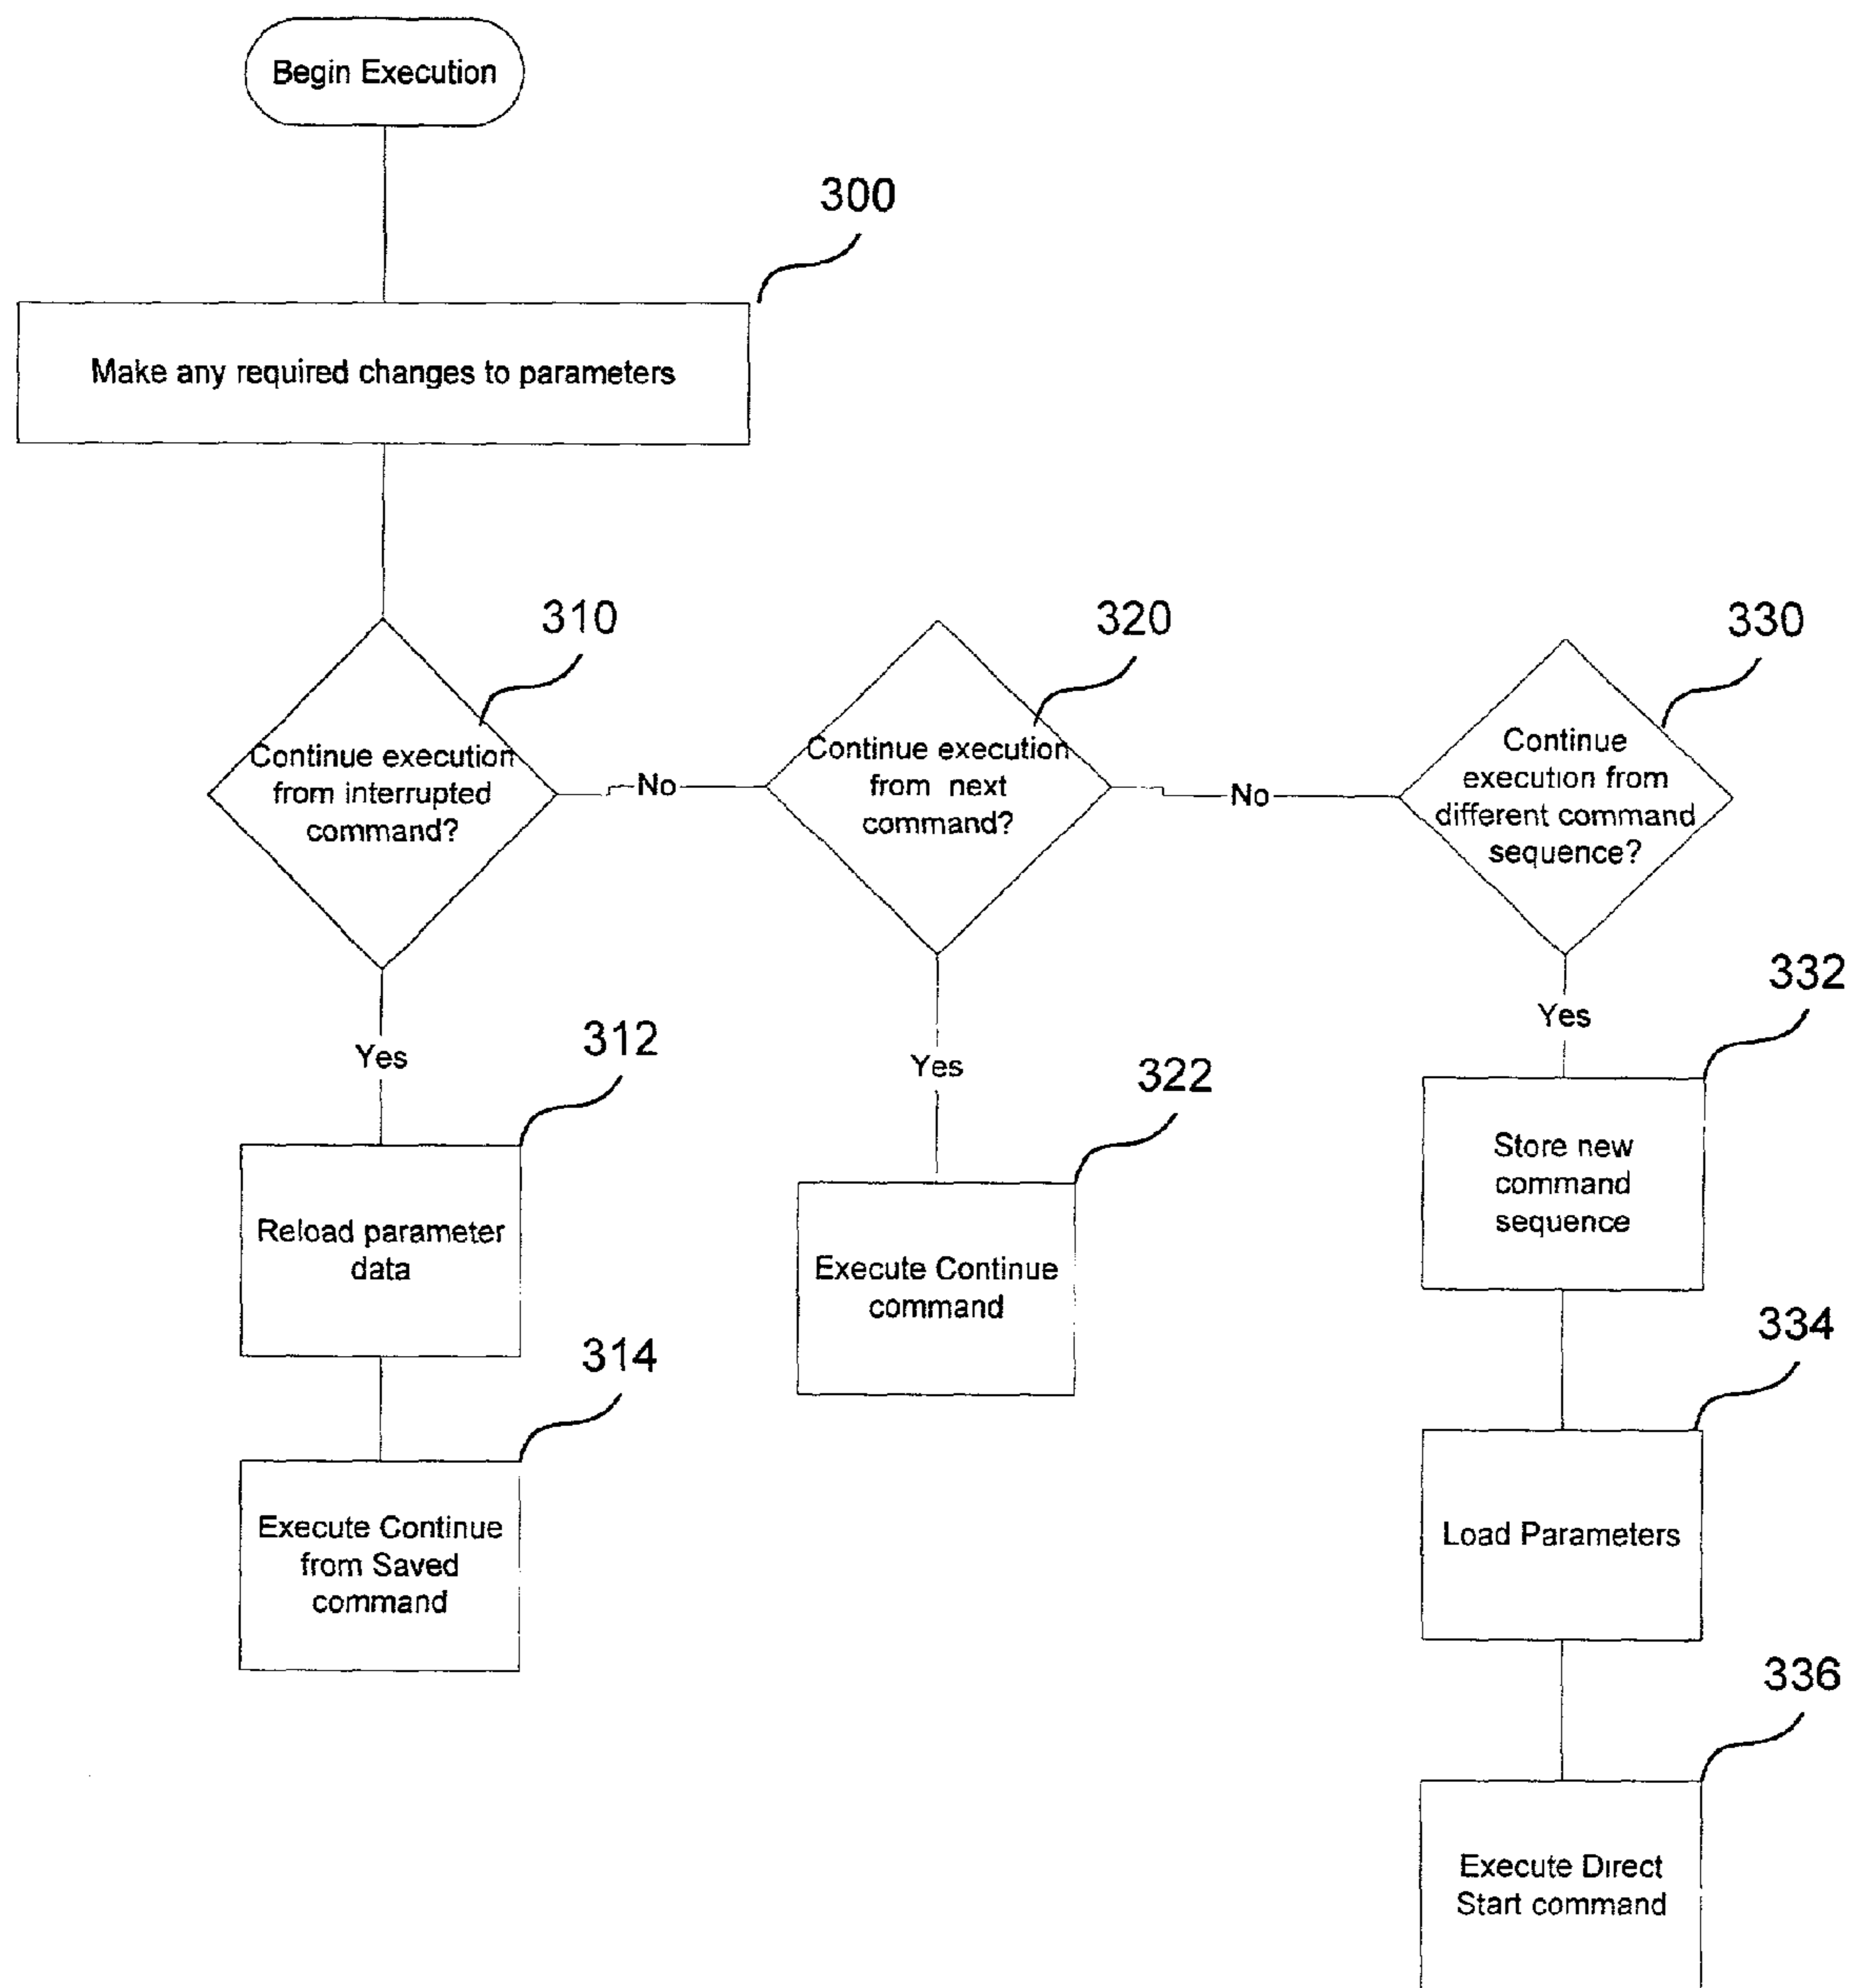 Begin Execution
300
Make any required changes to parameters
310
320
330
Continue execution
from interrupted
command?
No
Continue execution
from next
command?
No
Continue
execution from
different command
sequence?
Yes
Yes
Yes
312
322
332
Reload parameter
data
Execute Continue
command
Store new
command
sequence
314
334
Execute Continue
from Saved
command
Load Parameters
336
Execute Direct
Start command